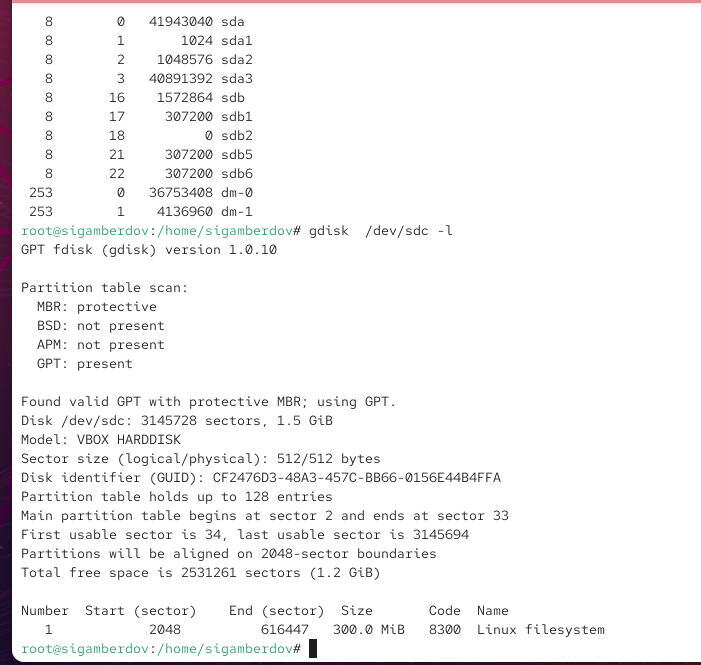 8 0 41943040 sda
8 1 1024 sda1
8 2 1048576 sda2
8 3 40891392 sda3
8 16 1572864 sdb
8 17 307200 sdb1
8 18 0 sdb2
8 21 307200 sdb5
8 22 307200 sdb6
253 0 36753408 dm-0
253 1 4136960 dm-1
root@sigamberdov:/home/sigamberdov# gdisk  /dev/sdc -l
GPT fdisk (gdisk) version 1.0.10
Partition table scan:
MBR: protective
BSD: not present
APM: not present
GPT: present
Found valid GPT with protective MBR; using GPT.
Disk /dev/sdc: 3145728 sectors, 1.5 GiB
Model: VBOX HARDDISK
Sector size (logical/physical): 512/512 bytes
Disk identifier (GUID): CF2476D3-48A3-457C-BB66-0156E44B4FFA
Partition table holds up to 128 entries
Main partition table begins at sector 2 and ends at sector 33
First usable sector is 34, last usable sector is 3145694
Partitions will be aligned on 2048-sector boundaries
Total free space is 2531261 sectors (1.2 GiB)
Number  Start (sector)    End (sector)  Size       Code  Name
1            2048          616447   300.0 MiB   8300  Linux filesystem
root@sigamberdov:/home/sigamberdov#